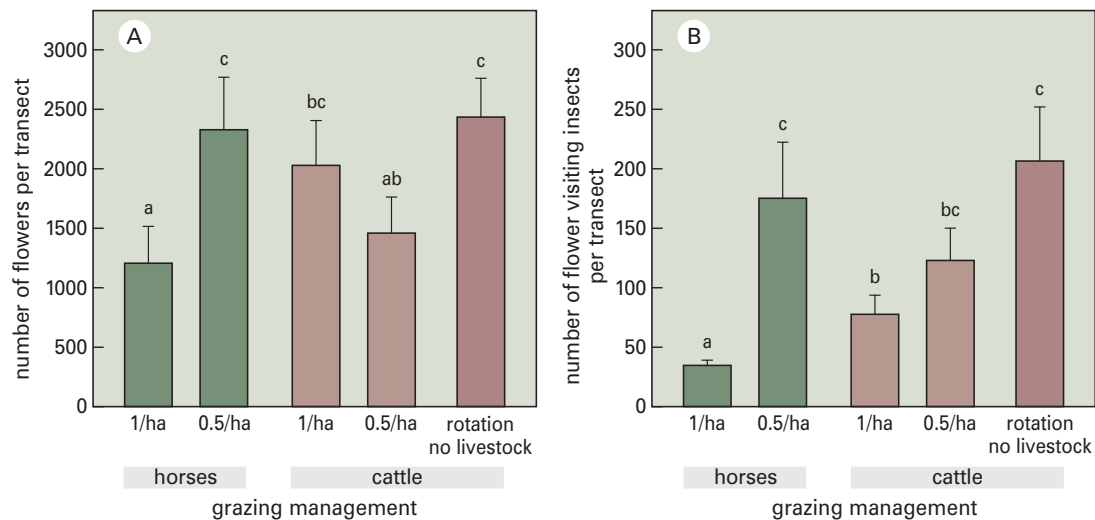 A
number of flowers per transect
3000
2500
2000
1500
1000
500
0
a
c
bc
ab
c
1/ha
0.5/ha
1/ha
0.5/ha
rotation
no livestock
horses
cattle
grazing management
B
number of flower visiting insects
per transect
300
250
200
150
100
50
0
a
c
b
bc
c
1/ha
0.5/ha
1/ha
0.5/ha
rotation
no livestock
horses
cattle
grazing management